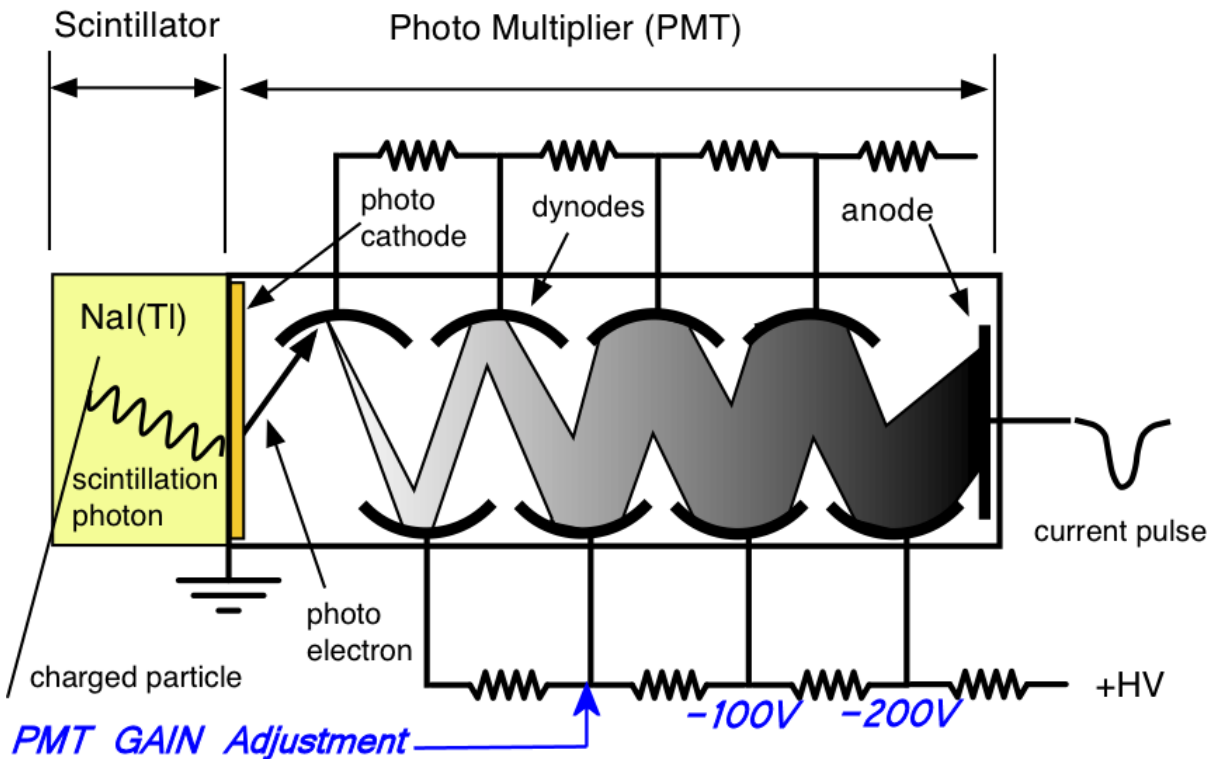 Scintillator
Photo Multiplier (PMT)
photo
cathode
dynodes
anode
NaI(Tl)
scintillation
photon
current pulse
photo
electron
charged particle
+HV
-100V
-200V
PMT GAIN Adjustment